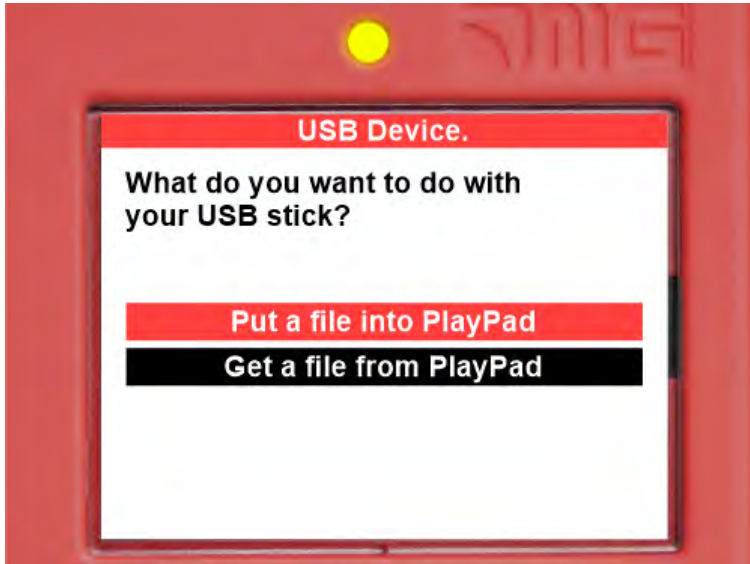 USB Device.
What do you want to do with
your USB stick?
Put a file into PlayPad
Get a file from PlayPad